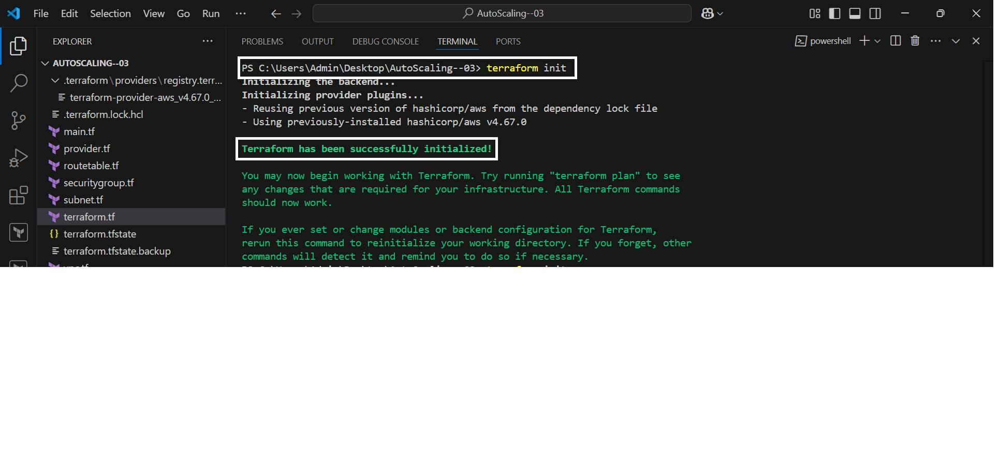 File Edit Selection View Go Run ··· AutoScaling--03
EXPLORER ···
AUTOSCALING--03
.terraform\providers\registry.terr...
terraform-provider-aws_v4.67.0_...
.terraform.lock.hcl
main.tf
provider.tf
routetable.tf
securitygroup.tf
subnet.tf
terraform.tf
terraform.tfstate
terraform.tfstate.backup
PROBLEMS OUTPUT DEBUG CONSOLE TERMINAL PORTS powershell
PS C:\Users\Admin\Desktop\AutoScaling--03> terraform init
Initializing the backend...
Initializing provider plugins...
- Reusing previous version of hashicorp/aws from the dependency lock file
- Using previously-installed hashicorp/aws v4.67.0
Terraform has been successfully initialized!
You may now begin working with Terraform. Try running "terraform plan" to see
any changes that are required for your infrastructure. All Terraform commands
should now work.
If you ever set or change modules or backend configuration for Terraform,
rerun this command to reinitialize your working directory. If you forget, other
commands will detect it and remind you to do so if necessary.